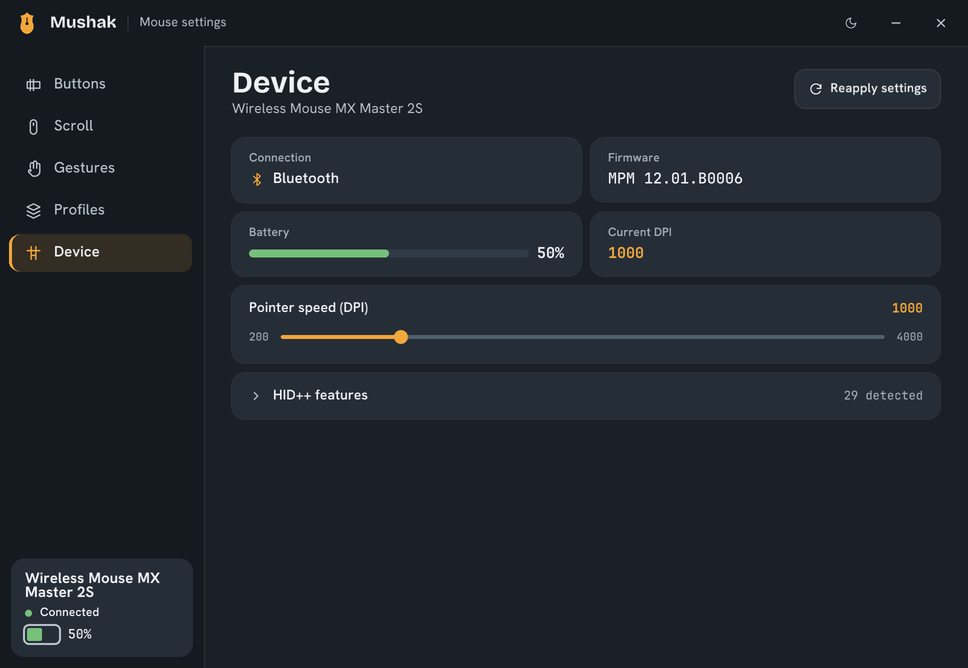 Mushak
Mouse settings
Buttons
Scroll
Gestures
Profiles
Device
Wireless Mouse MX
Master 2S
Connected
50%
Device
Wireless Mouse MX Master 2S
Reapply settings
Connection
Bluetooth
Firmware
MPM 12.01.B0006
Battery
50%
Current DPI
1000
Pointer speed (DPI)
1000
200
4000
HID++ features
29 detected